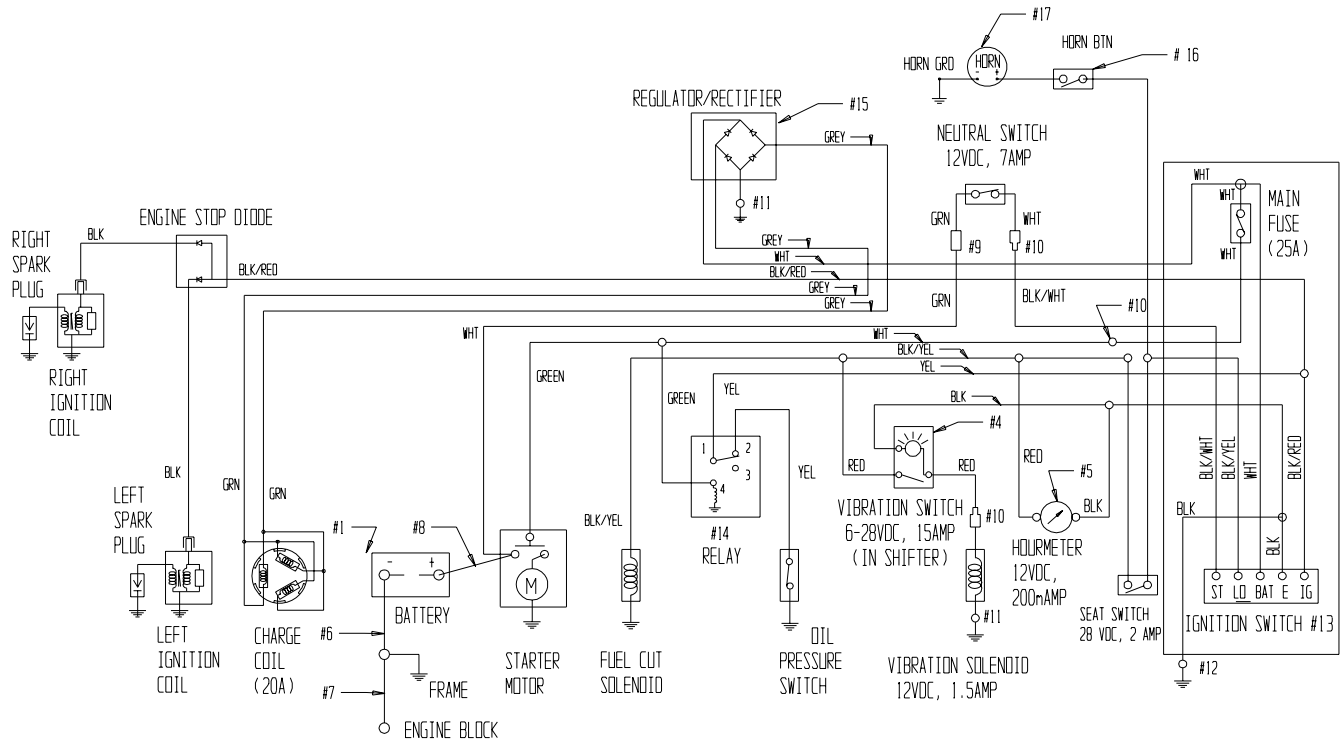 #17
HORN BTN
# 16
HORN GRD
HORN
- +
REGULATOR/RECTIFIER
#15
GREY
NEUTRAL SWITCH
12VDC, 7AMP
#11
GRN
WHT
#9
#10
WHT
WHT
MAIN
FUSE
(25A)
WHT
ENGINE STOP DIODE
BLK
RIGHT
SPARK
PLUG
BLK/RED
GREY
WHT
BLK/RED
GREY
GREY
GRN
BLK/WHT
#10
WHT
WHT
BLK/YEL
YEL
RIGHT
IGNITION
COIL
GREEN
GREEN
YEL
BLK
#4
1
2
3
4
YEL
RED
RED
RED
#5
BLK/WHT
BLK/YEL
WHT
BLK/RED
BLK
GRN
GRN
LEFT
SPARK
PLUG
#1
#8
BLK/YEL
#14
RELAY
VIBRATION SWITCH
6-28VDC, 15AMP
(IN SHIFTER)
#10
BLK
HOURMETER
12VDC,
200mAMP
BLK
BLK
- +
BATTERY
M
ST LO BAT E IG
IGNITION SWITCH #13
SEAT SWITCH
28 VDC, 2 AMP
#11
#12
LEFT
IGNITION
COIL
CHARGE
COIL
(20A)
#6
#7
FRAME
ENGINE BLOCK
STARTER
MOTOR
FUEL CUT
SOLENOID
OIL
PRESSURE
SWITCH
VIBRATION SOLENOID
12VDC, 1.5AMP